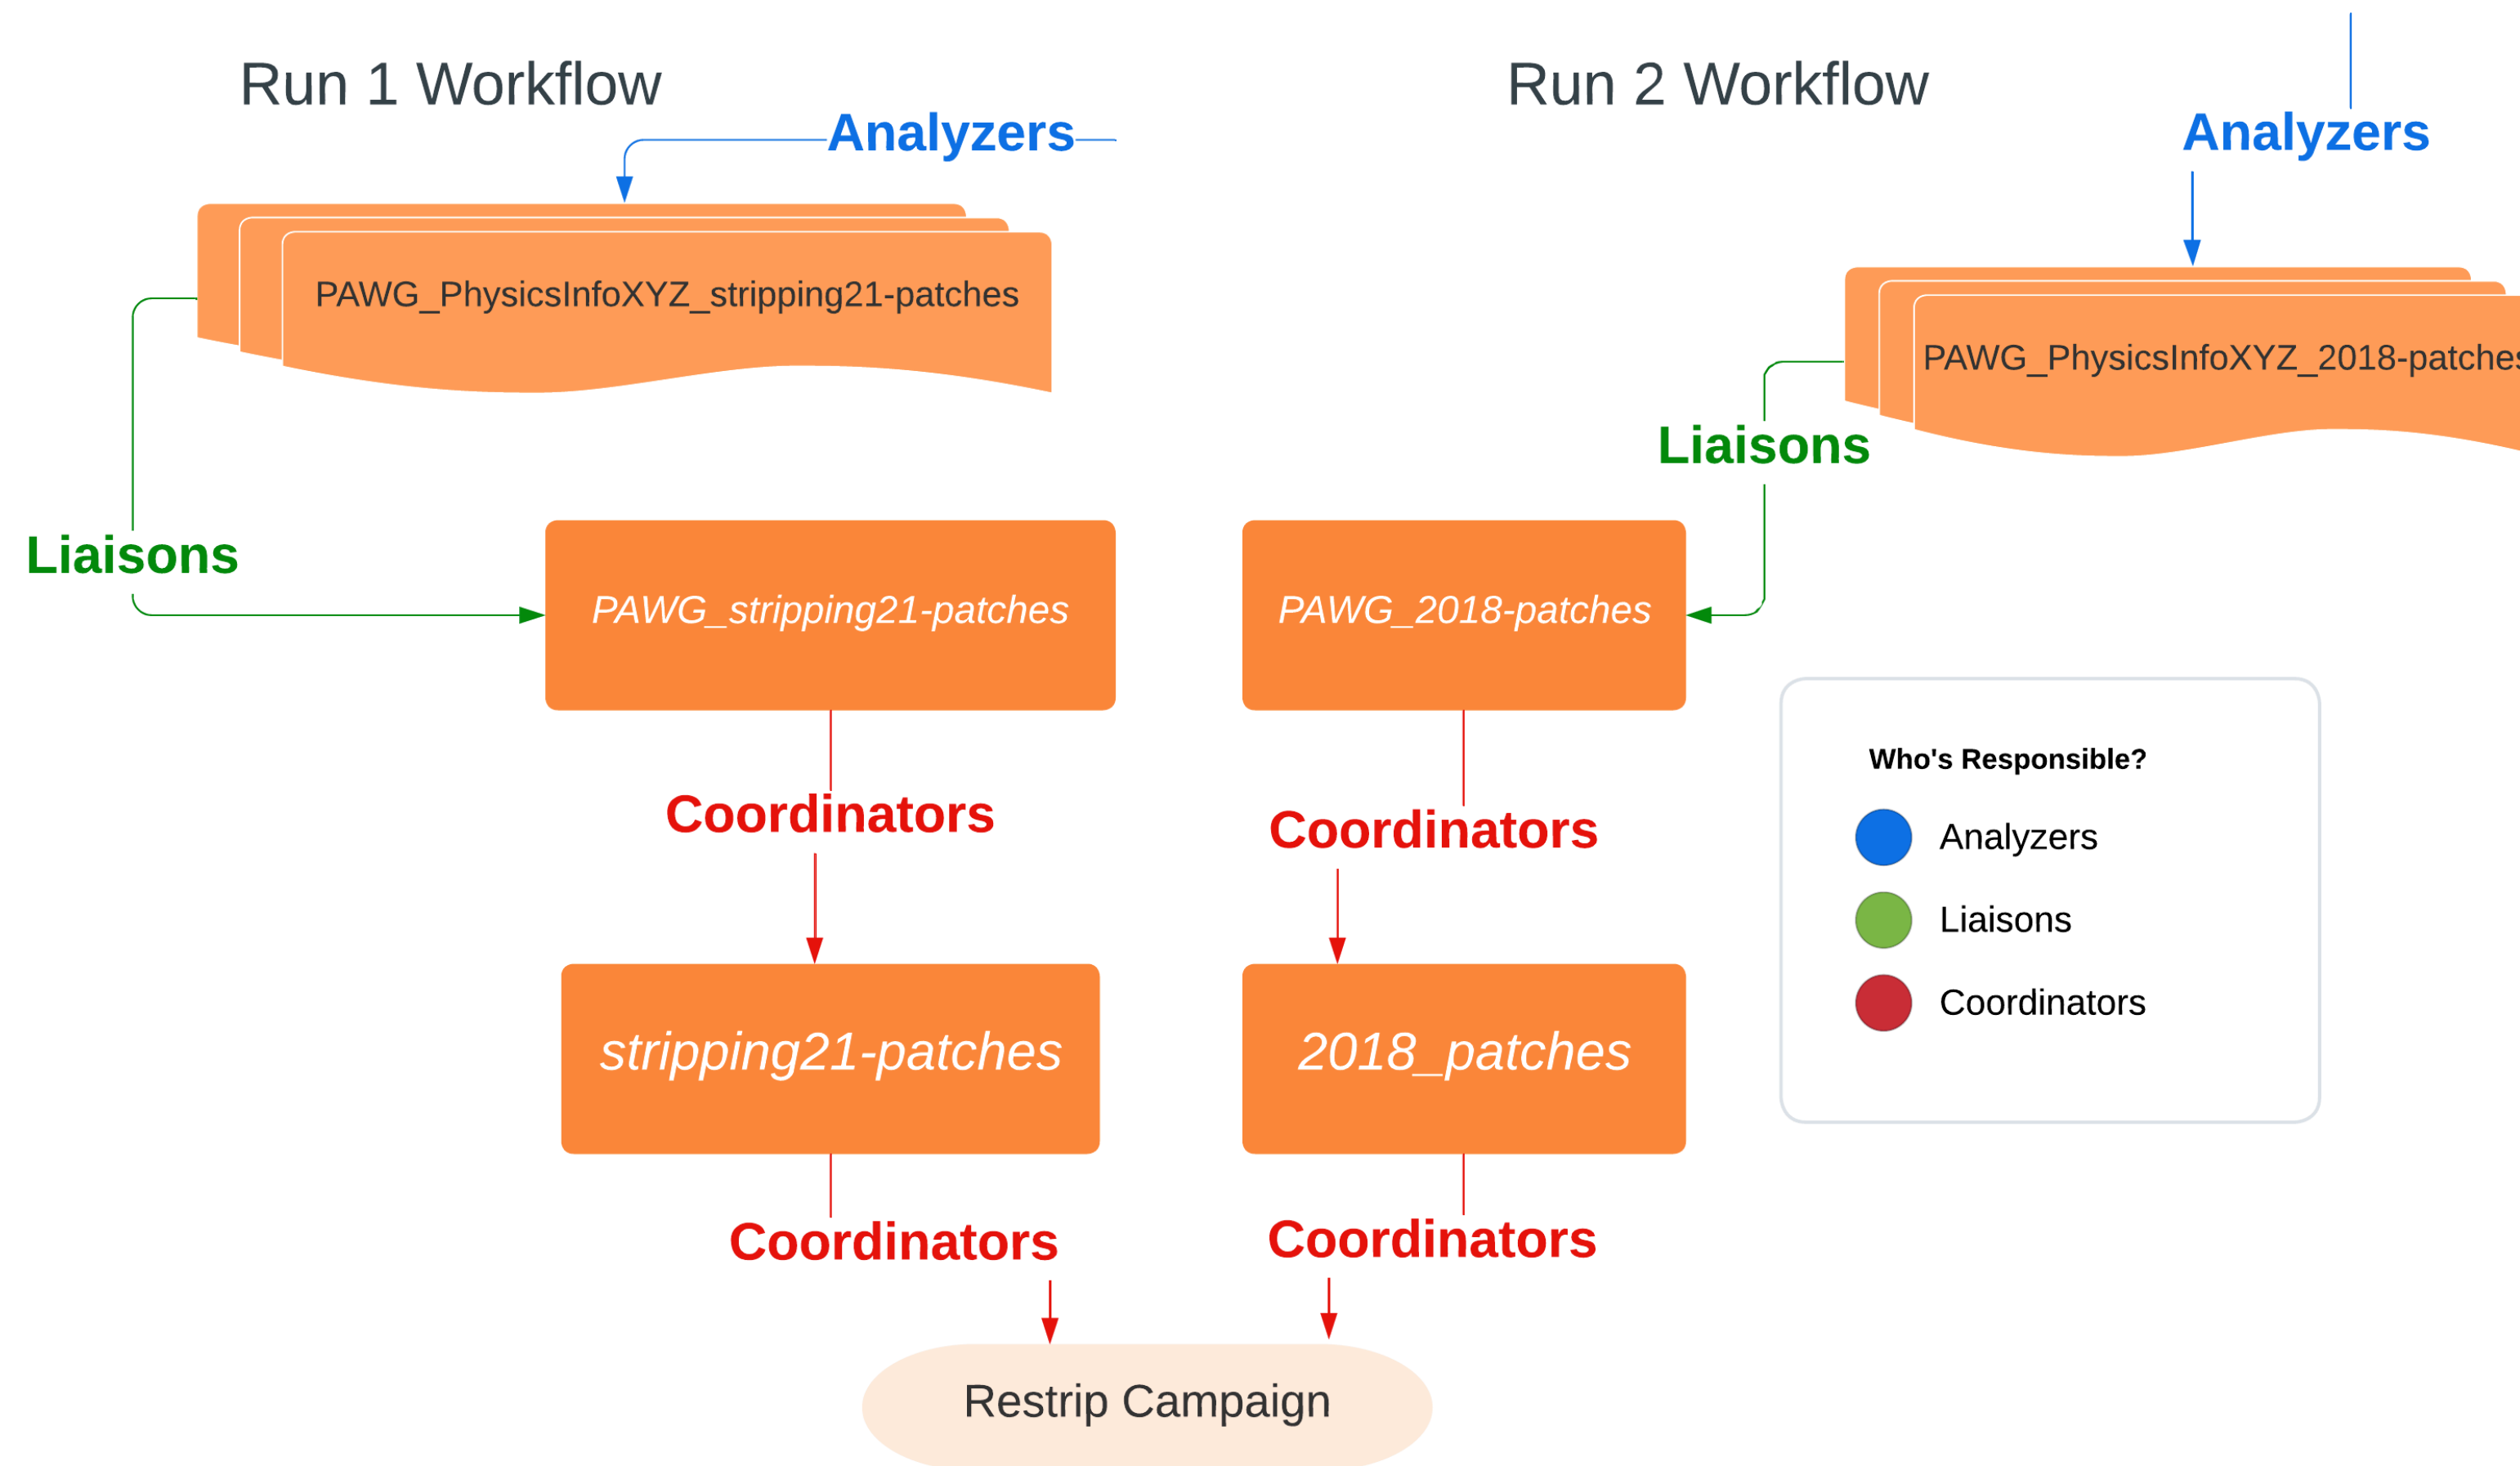 Run 1 Workflow
Run 2 Workflow
Analyzers
Analyzers
PAWG_PhysicsInfoXYZ_stripping21-patches
PAWG_PhysicsInfoXYZ_2018-patches
Liaisons
Liaisons
PAWG_stripping21-patches
PAWG_2018-patches
Coordinators
Coordinators
stripping21-patches
2018_patches
Coordinators
Coordinators
Restrip Campaign
Who's Responsible?
Analyzers
Liaisons
Coordinators